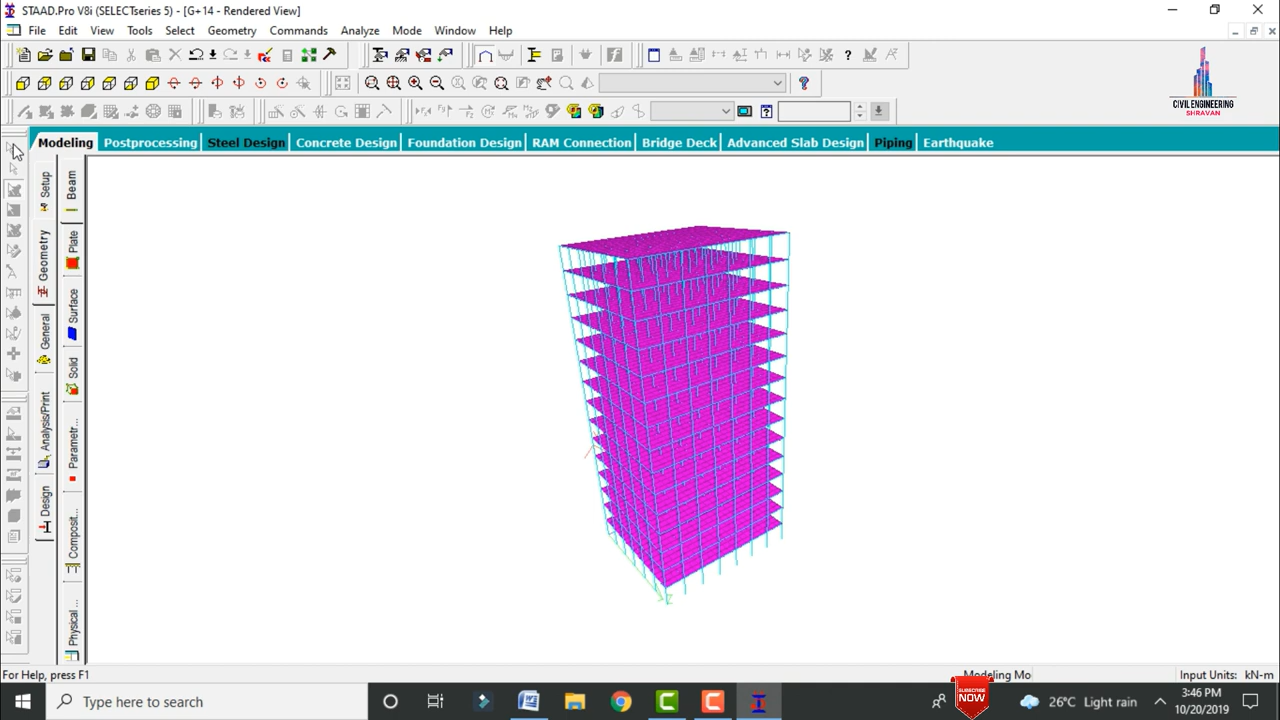 STAAD.Pro V8i (SELECTseries 5) - [G+14 - Rendered View]
File Edit View Tools Select Geometry Commands Analyze Mode Window Help
CIVIL ENGINEERING
SHRAVAN
Modeling Postprocessing Steel Design Concrete Design Foundation Design RAM Connection Bridge Deck Advanced Slab Design Piping Earthquake
Setup
Geometry
General
Analysis/Print
Design
Beam
Plate
Surface
Solid
Parametr...
Composit...
Physical ...
For Help, press F1
Modeling Mo
Input Units: kN-m
SUBSCRIBE
NOW
Type here to search
26°C Light rain
3:46 PM
10/20/2019